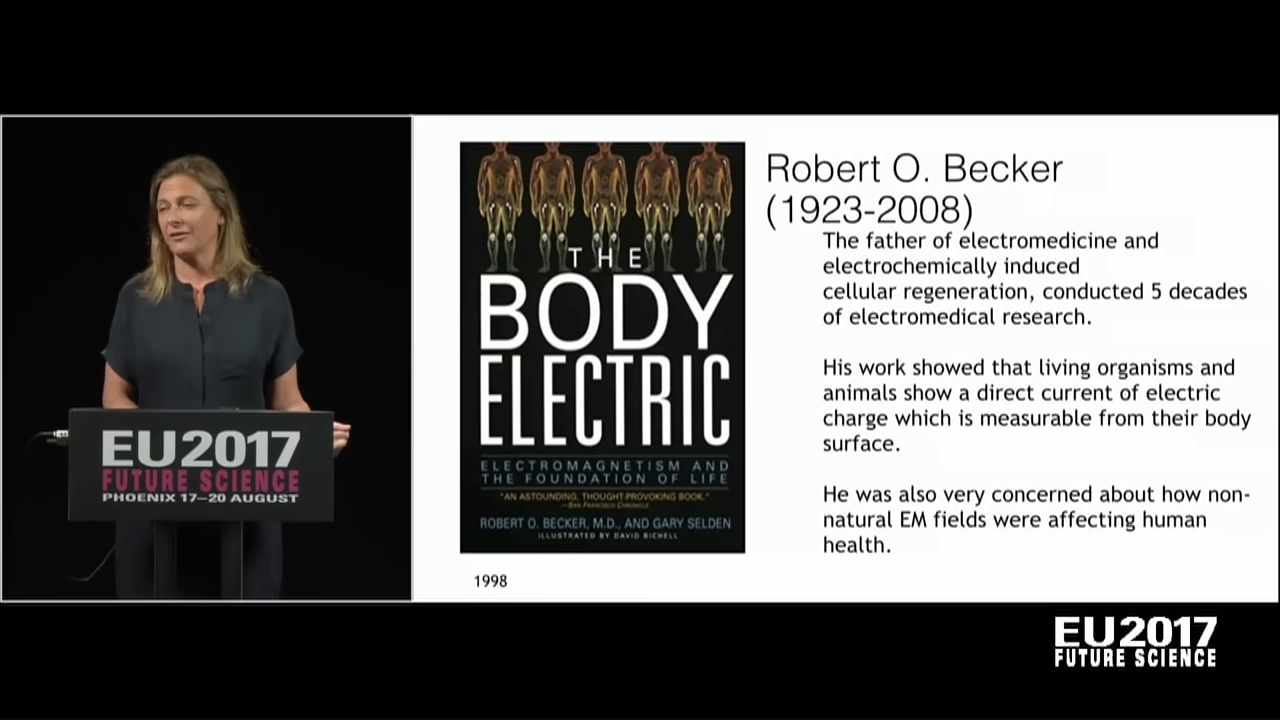 EU2017
FUTURE SCIENCE
PHOENIX 17–20 AUGUST
THE
BODY
ELECTRIC
ELECTROMAGNETISM AND
THE FOUNDATION OF LIFE
"AN ASTOUNDING, THOUGHT-PROVOKING BOOK."
—SAN FRANCISCO CHRONICLE
ROBERT O. BECKER, M.D., AND GARY SELDEN
ILLUSTRATED BY DAVID BICHELL
1998
Robert O. Becker
(1923-2008)
The father of electromedicine and
electrochemically induced
cellular regeneration, conducted 5 decades
of electromedical research.
His work showed that living organisms and
animals show a direct current of electric
charge which is measurable from their body
surface.
He was also very concerned about how non-
natural EM fields were affecting human
health.
EU2017
FUTURE SCIENCE